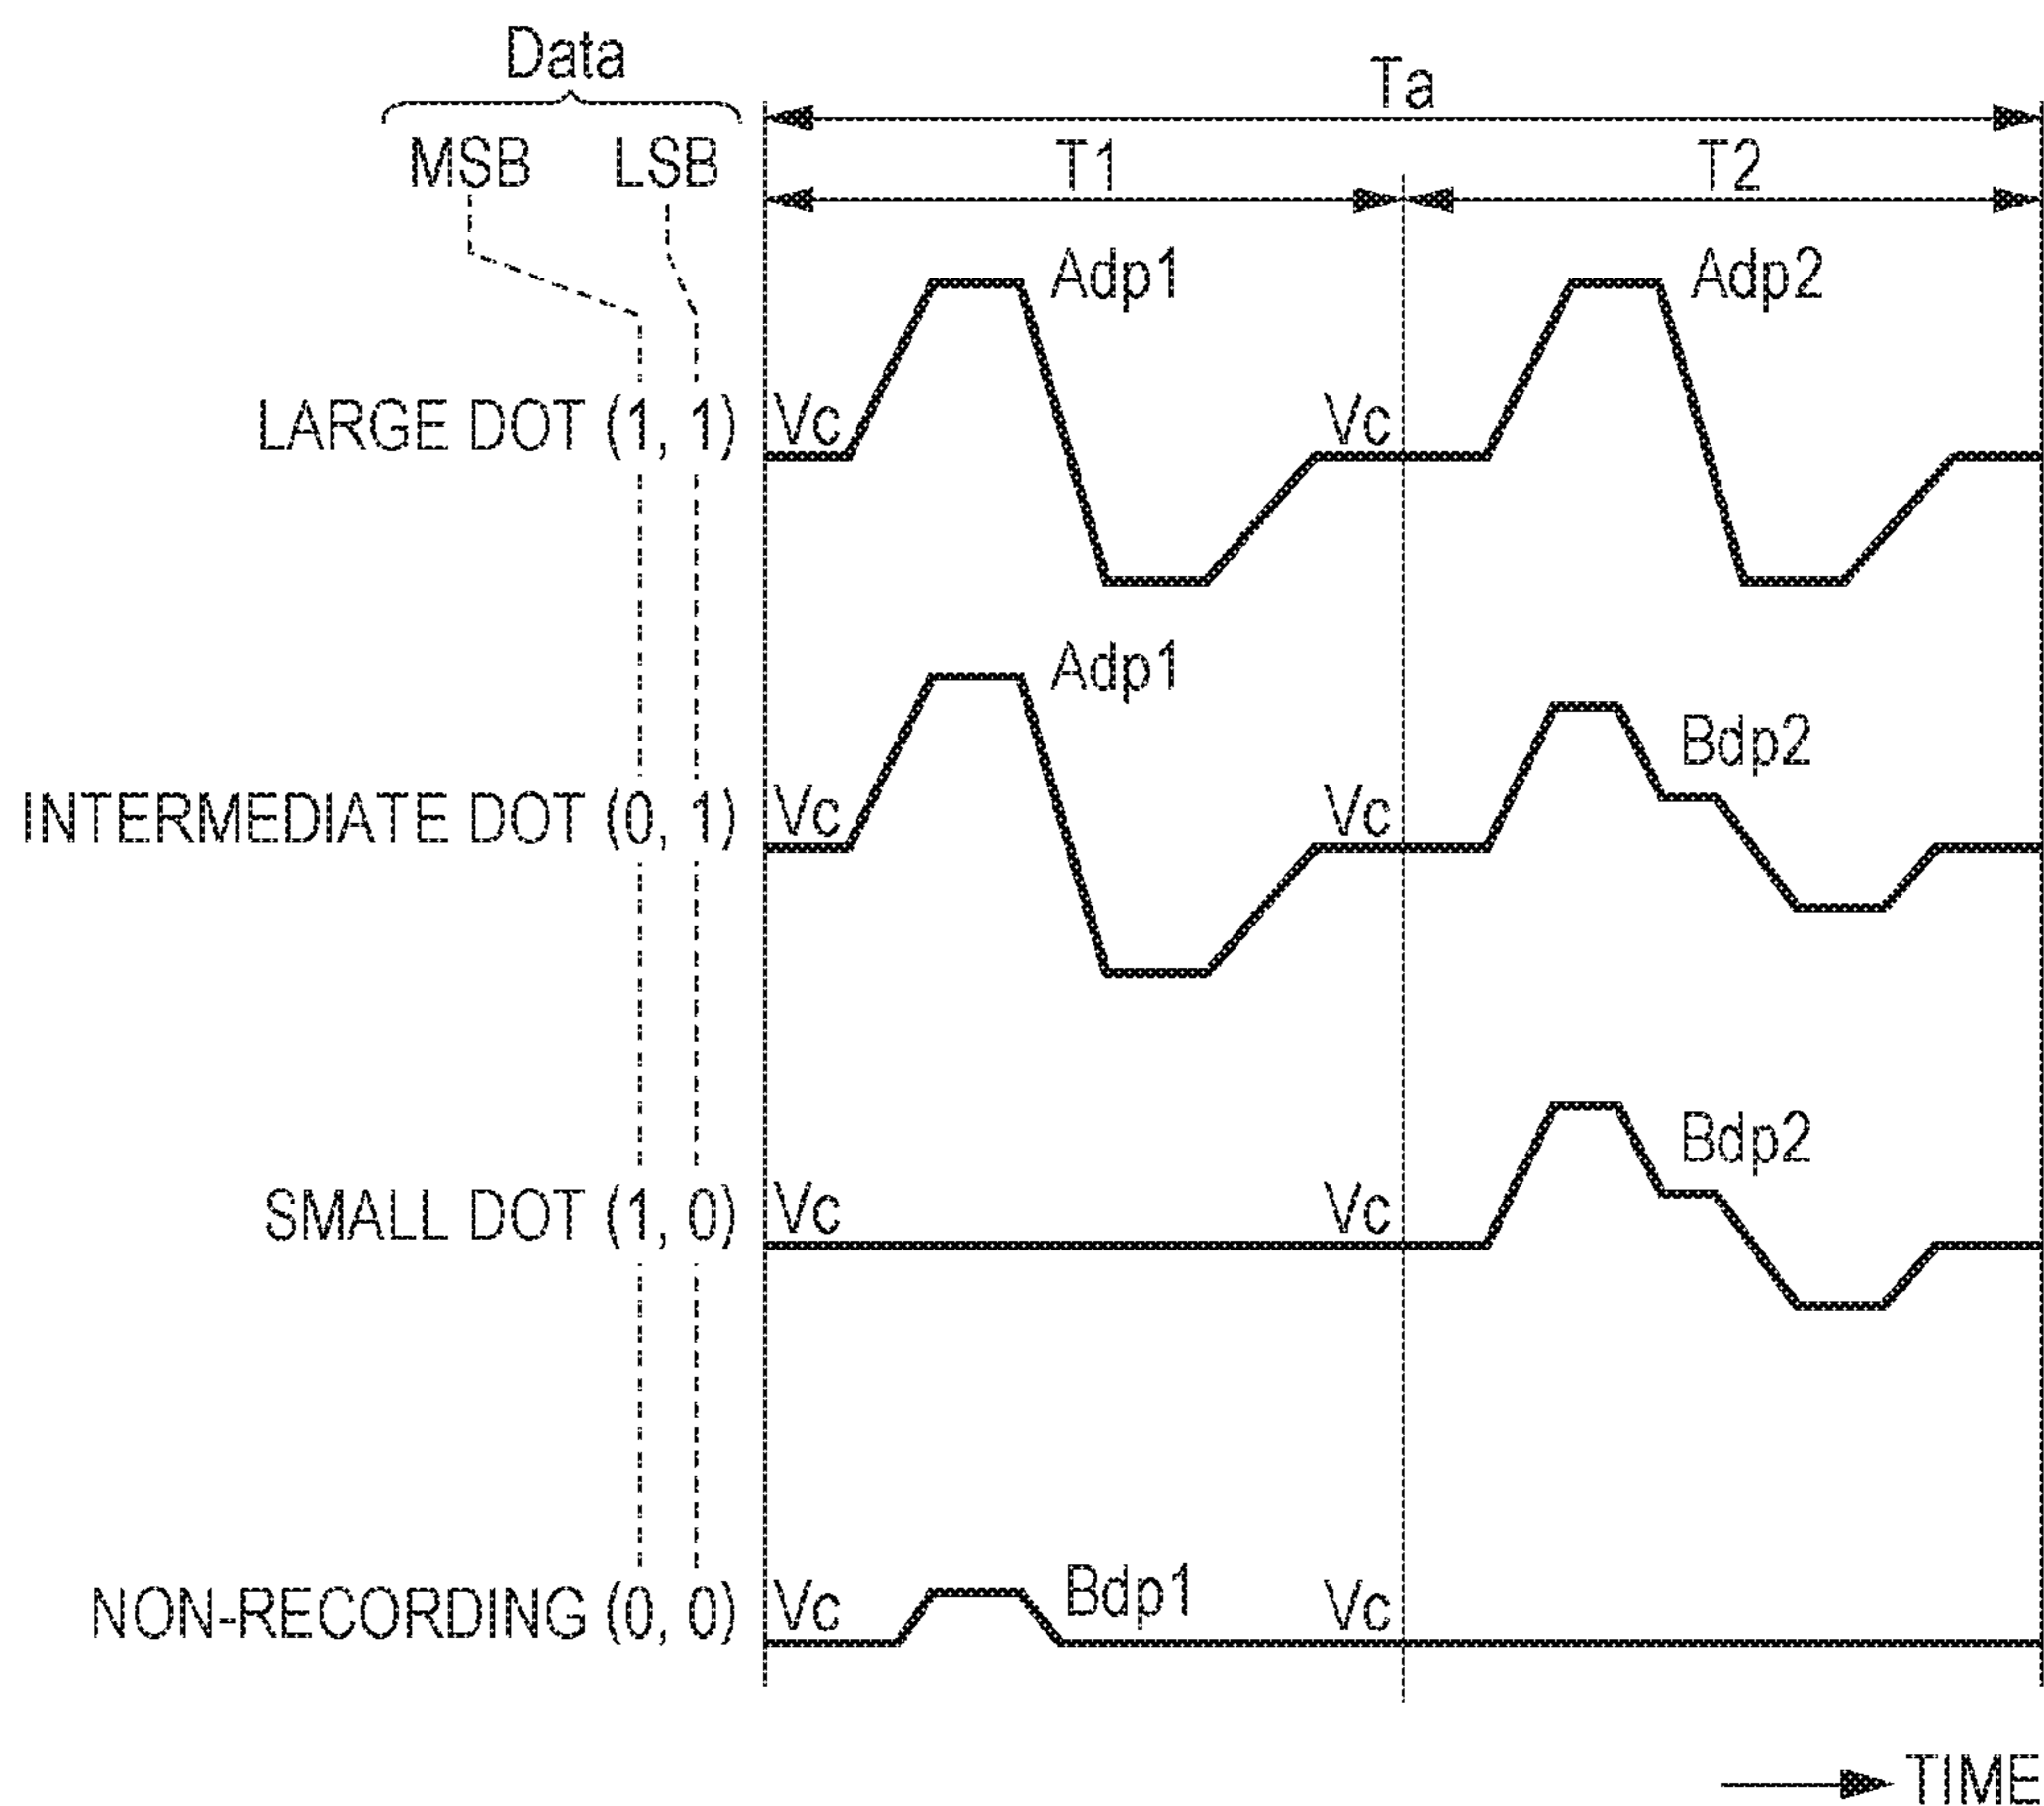 Data
Ta
MSB LSB
T1 T2
Adp1 Adp2
LARGE DOT (1, 1) Vc Vc
Adp1
Bdp2
INTERMEDIATE DOT (0, 1) Vc Vc
Bdp2
SMALL DOT (1, 0) Vc Vc
Bdp1
NON-RECORDING (0, 0) Vc Vc
TIME